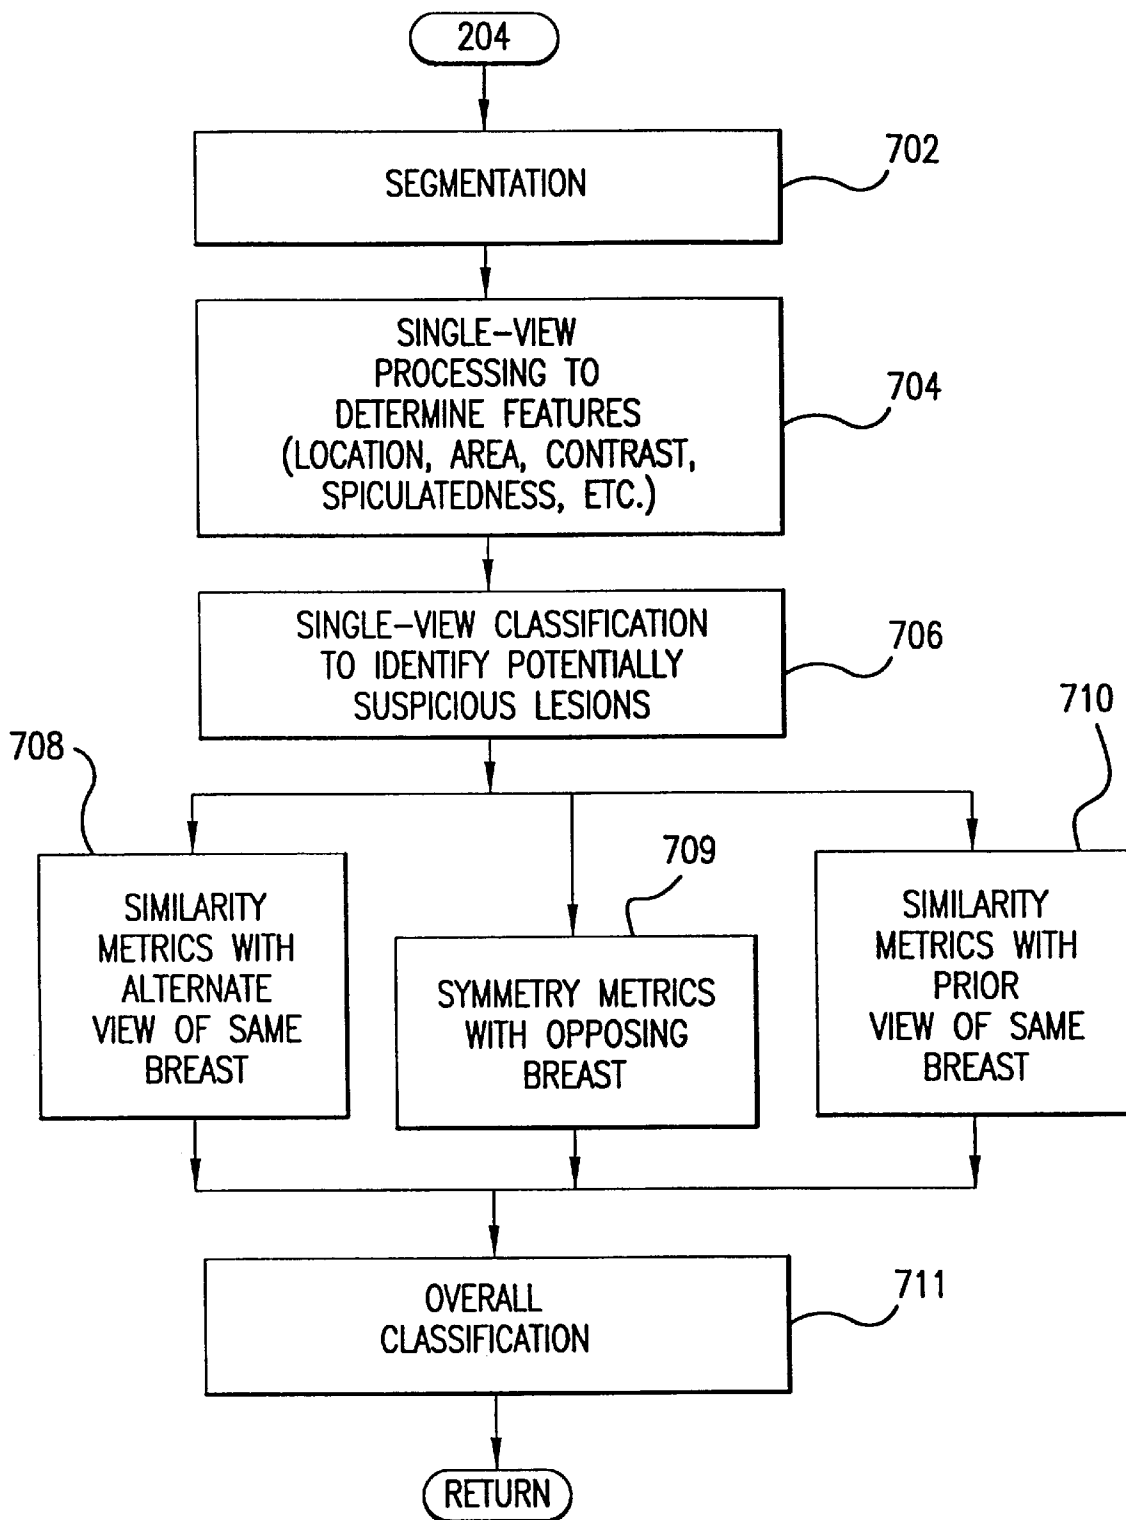 204
SEGMENTATION
702
SINGLE-VIEW
PROCESSING TO
DETERMINE FEATURES
(LOCATION, AREA, CONTRAST,
SPICULATEDNESS, ETC.)
704
SINGLE-VIEW CLASSIFICATION
TO IDENTIFY POTENTIALLY
SUSPICIOUS LESIONS
706
708
SIMILARITY
METRICS WITH
ALTERNATE
VIEW OF SAME
BREAST
709
SYMMETRY METRICS
WITH OPPOSING
BREAST
710
SIMILARITY
METRICS WITH
PRIOR
VIEW OF SAME
BREAST
OVERALL
CLASSIFICATION
711
RETURN